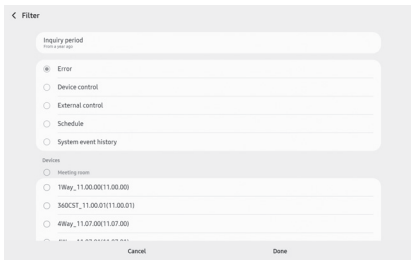 Filter
Inquiry period
From a year ago
Error
Device control
External control
Schedule
System event history
Devices
Meeting room
1Way_11.00.00(11.00.00)
360CST_11.00.01(11.00.01)
4Way_11.07.00(11.07.00)
Cancel
Done